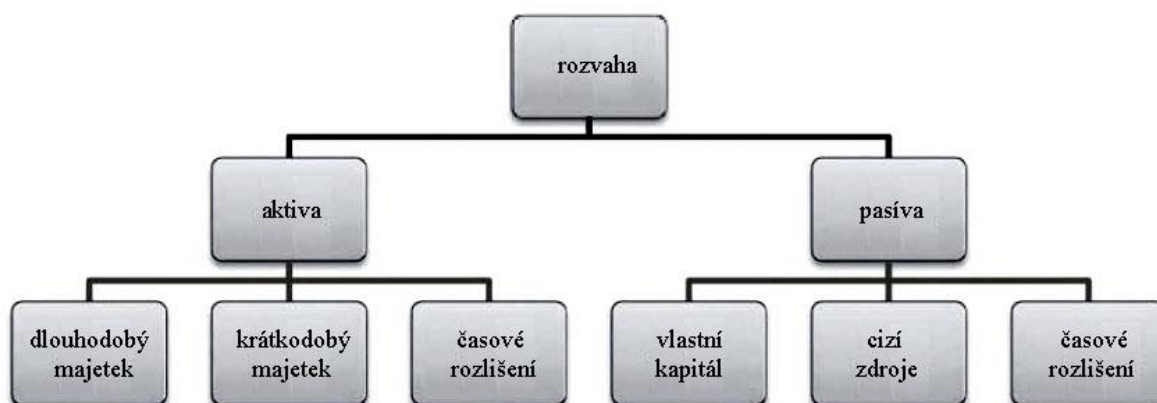 rozvaha
aktiva
pasíva
dlouhodobý
majetek
krátkodobý
majetek
časové
rozlišení
vlastní
kapitál
cizí
zdroje
časové
rozlišení